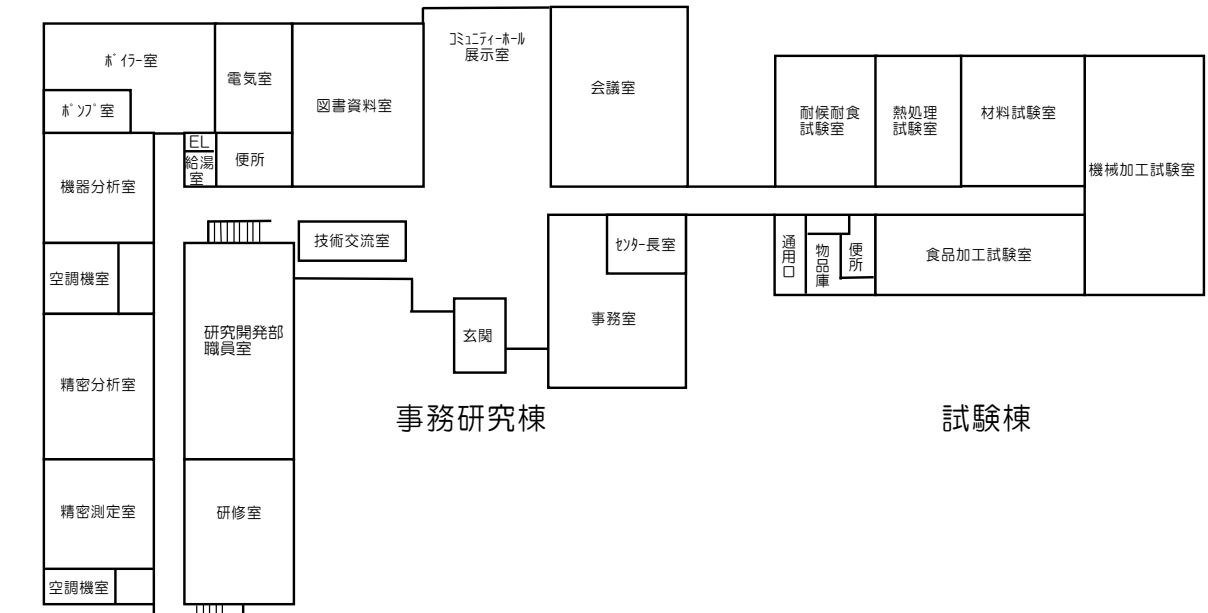 ﾎﾞｲﾗｰ室
電気室
図書資料室
ｺﾐｭﾆﾃｨｰﾎｰﾙ
展示室
会議室
ﾎﾟﾝﾌﾟ室
EL
給湯
室
便所
機器分析室
耐候耐食
試験室
熱処理
試験室
材料試験室
機械加工試験室
技術交流室
ｾﾝﾀｰ長室
通用口
物品庫
便所
食品加工試験室
空調機室
研究開発部
職員室
玄関
事務室
精密分析室
事務研究棟
試験棟
精密測定室
研修室
空調機室